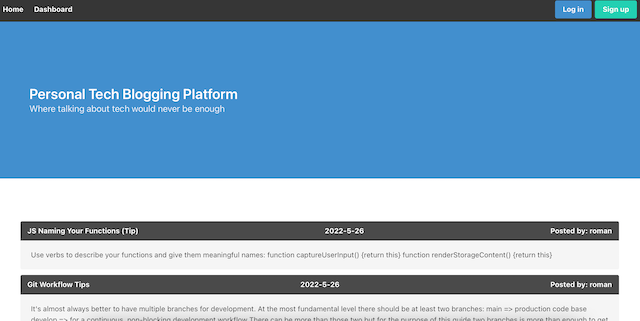 Home Dashboard Log in Sign up
Personal Tech Blogging Platform
Where talking about tech would never be enough
JS Naming Your Functions (Tip) 2022-5-26 Posted by: roman
Use verbs to describe your functions and give them meaningful names: function captureUserInput() {return this} function renderStorageContent() {return this}
Git Workflow Tips 2022-5-26 Posted by: roman
It's almost always better to have multiple branches for development. At the most fundamental level there should be at least two branches: main => production code base
develop => for a continuous, non-blocking development workflow There can be more than those two but for the purpose of this guide two branches is more than enough to get